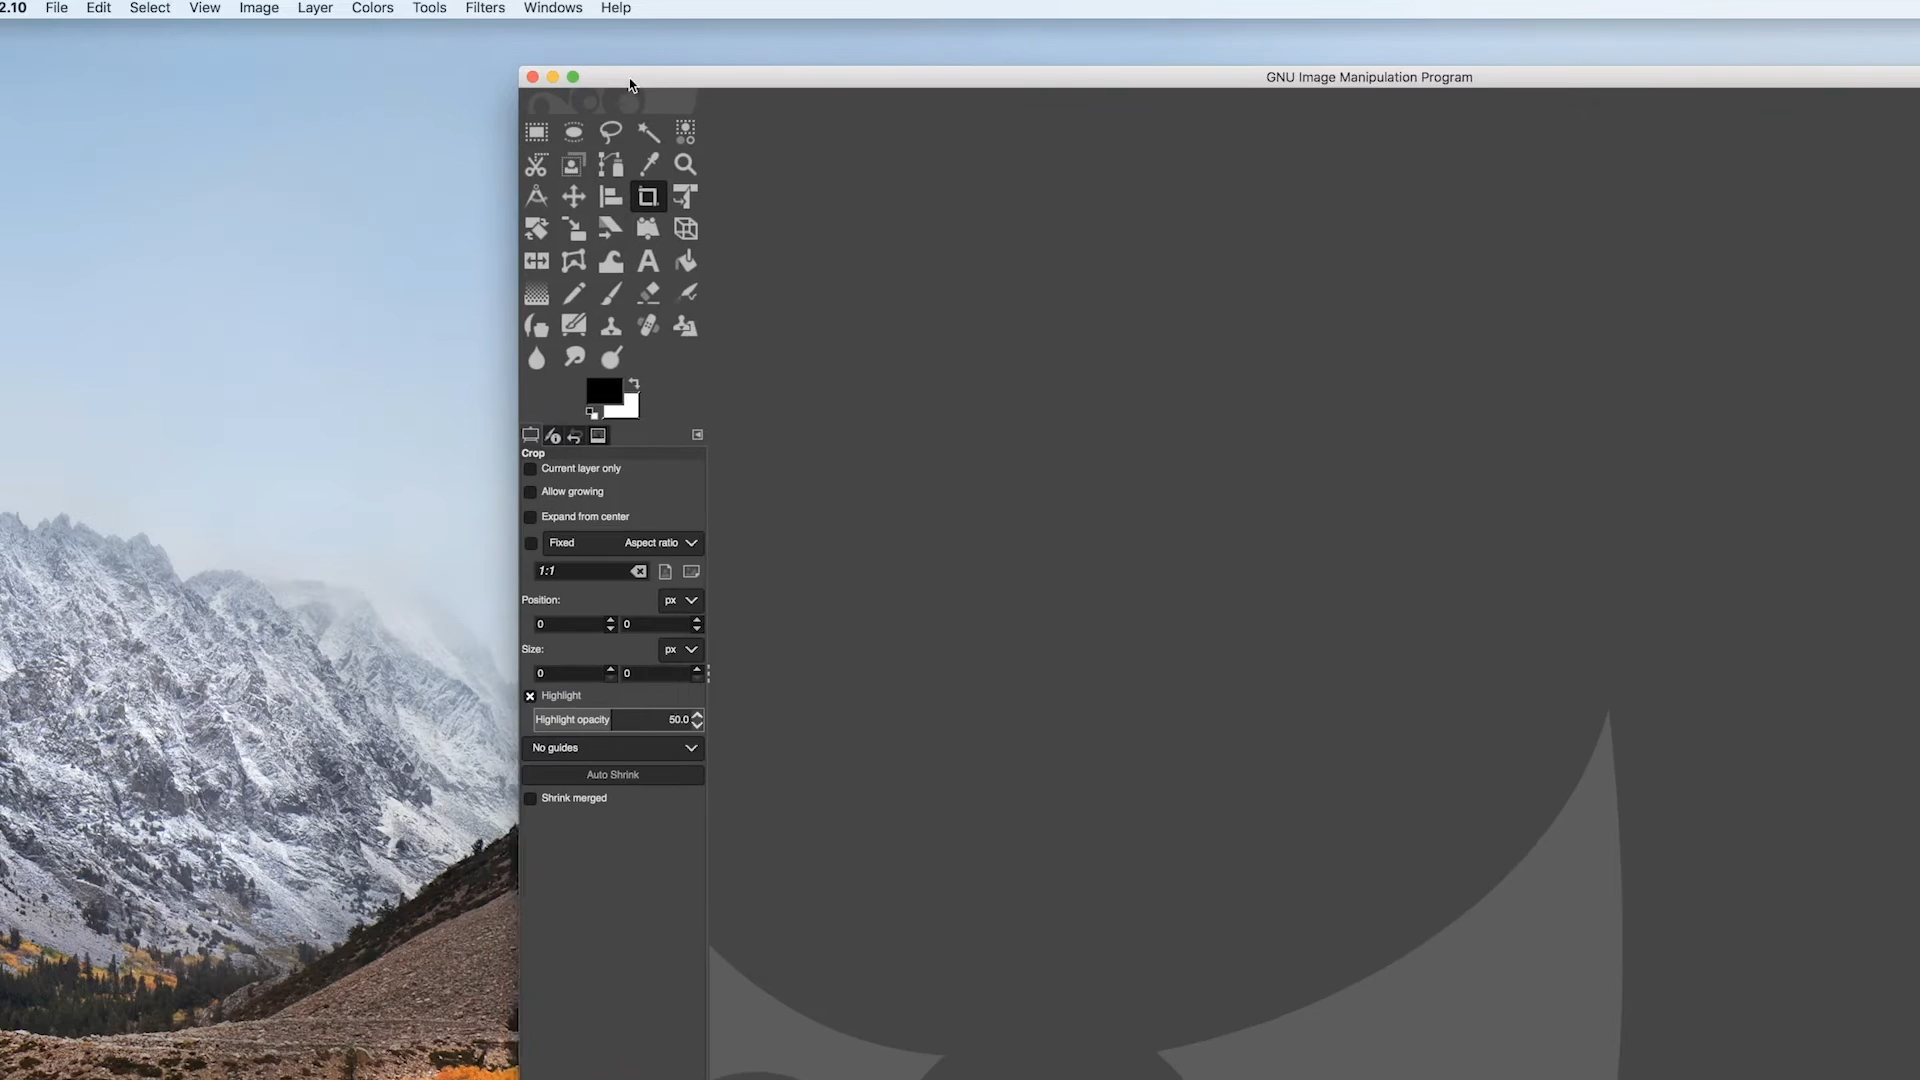 2.10 File Edit Select View Image Layer Colors Tools Filters Windows Help
GNU Image Manipulation Program
Crop
Current layer only
Allow growing
Expand from center
Fixed Aspect ratio
1:1
Position: px
0 0
Size: px
0 0
Highlight
Highlight opacity 50.0
No guides
Auto Shrink
Shrink merged